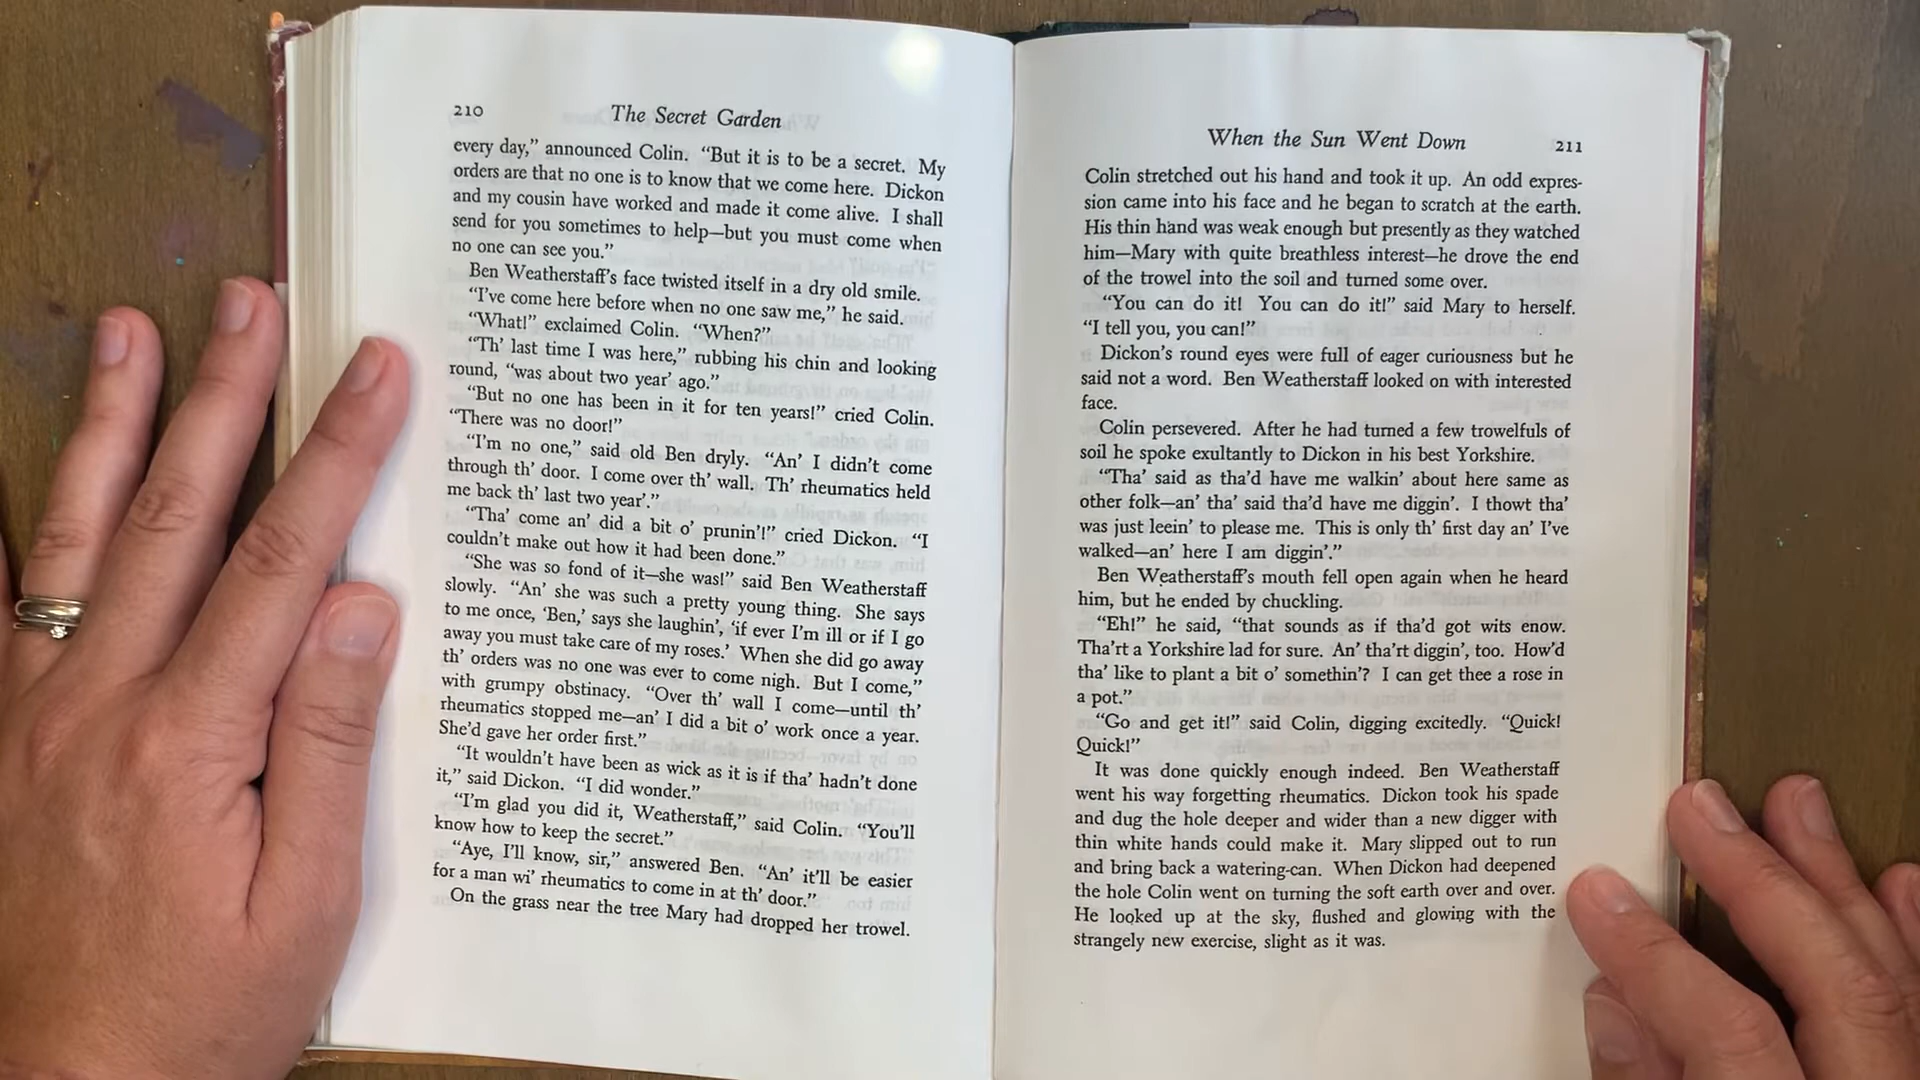 210
The Secret Garden
every day,” announced Colin. “But it is to be a secret. My
orders are that no one is to know that we come here. Dickon
and my cousin have worked and made it come alive. I shall
send for you sometimes to help—but you must come when
no one can see you.”
Ben Weatherstaff’s face twisted itself in a dry old smile.
“I’ve come here before when no one saw me,” he said.
“What!” exclaimed Colin. “When?”
“Th’ last time I was here,” rubbing his chin and looking
round, “was about two year’ ago.”
“But no one has been in it for ten years!” cried Colin.
“There was no door!”
“I’m no one,” said old Ben dryly. “An’ I didn’t come
through th’ door. I come over th’ wall. Th’ rheumatics held
me back th’ last two year’.”
“Tha’ come an’ did a bit o’ prunin’!” cried Dickon. “I
couldn’t make out how it had been done.”
“She was so fond of it—she was!” said Ben Weatherstaff
slowly. “An’ she was such a pretty young thing. She says
to me once, ‘Ben,’ says she laughin’, ‘if ever I’m ill or if I go
away you must take care of my roses.’ When she did go away
th’ orders was no one was ever to come nigh. But I come,”
with grumpy obstinacy. “Over th’ wall I come—until th’
rheumatics stopped me—an’ I did a bit o’ work once a year.
She’d gave her order first.”
“It wouldn’t have been as wick as it is if tha’ hadn’t done
it,” said Dickon. “I did wonder.”
“I’m glad you did it, Weatherstaff,” said Colin. “You’ll
know how to keep the secret.”
“Aye, I’ll know, sir,” answered Ben. “An’ it’ll be easier
for a man wi’ rheumatics to come in at th’ door.”
On the grass near the tree Mary had dropped her trowel.
When the Sun Went Down
211
Colin stretched out his hand and took it up. An odd expres-
sion came into his face and he began to scratch at the earth.
His thin hand was weak enough but presently as they watched
him—Mary with quite breathless interest—he drove the end
of the trowel into the soil and turned some over.
“You can do it! You can do it!” said Mary to herself.
“I tell you, you can!”
Dickon’s round eyes were full of eager curiousness but he
said not a word. Ben Weatherstaff looked on with interested
face.
Colin persevered. After he had turned a few trowelfuls of
soil he spoke exultantly to Dickon in his best Yorkshire.
“Tha’ said as tha’d have me walkin’ about here same as
other folk—an’ tha’ said tha’d have me diggin’. I thowt tha’
was just leein’ to please me. This is only th’ first day an’ I’ve
walked—an’ here I am diggin’.”
Ben Weatherstaff’s mouth fell open again when he heard
him, but he ended by chuckling.
“Eh!” he said, “that sounds as if tha’d got wits enow.
Tha’rt a Yorkshire lad for sure. An’ tha’rt diggin’, too. How’d
tha’ like to plant a bit o’ somethin’? I can get thee a rose in
a pot.”
“Go and get it!” said Colin, digging excitedly. “Quick!
Quick!”
It was done quickly enough indeed. Ben Weatherstaff
went his way forgetting rheumatics. Dickon took his spade
and dug the hole deeper and wider than a new digger with
thin white hands could make it. Mary slipped out to run
and bring back a watering-can. When Dickon had deepened
the hole Colin went on turning the soft earth over and over.
He looked up at the sky, flushed and glowing with the
strangely new exercise, slight as it was.